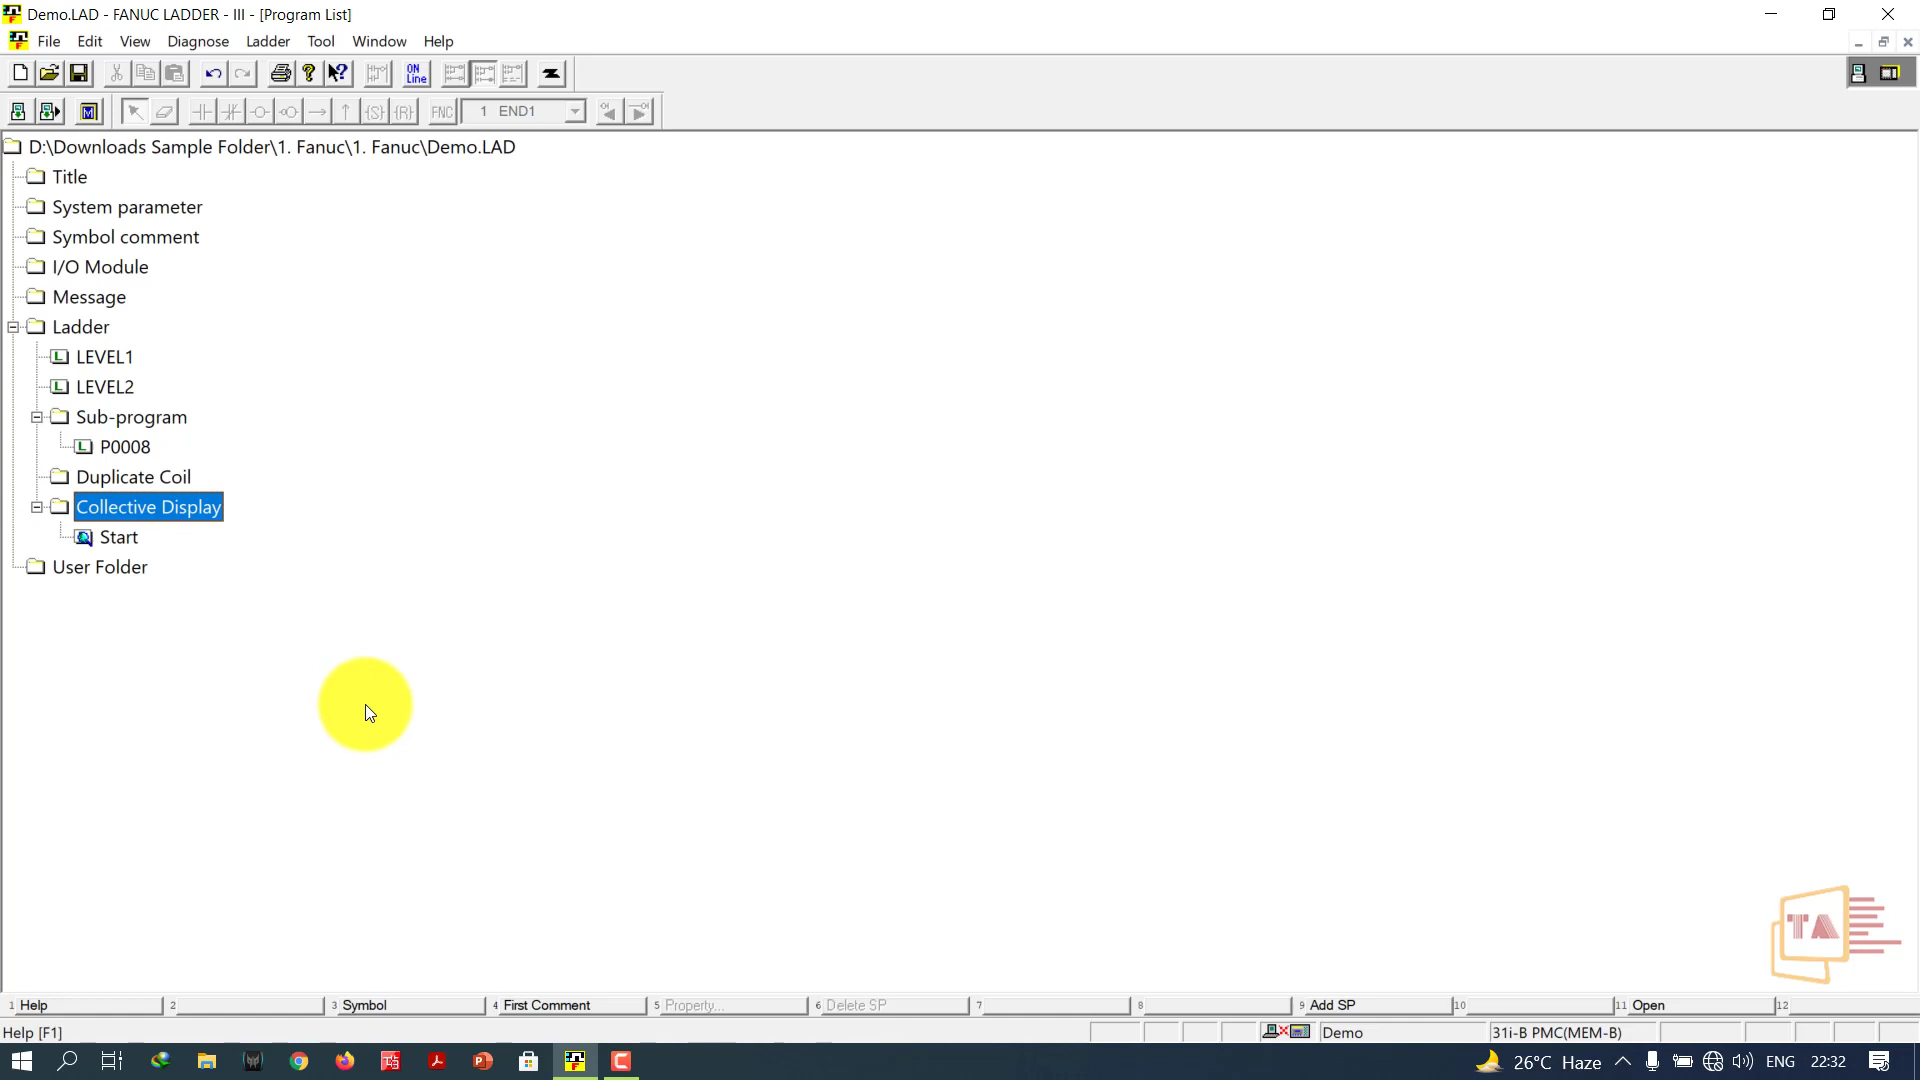 Demo.LAD - FANUC LADDER - III - [Program List]
File Edit View Diagnose Ladder Tool Window Help
ON Line
FNC 1 END1
D:\Downloads Sample Folder\1. Fanuc\1. Fanuc\Demo.LAD
Title
System parameter
Symbol comment
I/O Module
Message
Ladder
L LEVEL1
L LEVEL2
Sub-program
L P0008
Duplicate Coil
Collective Display
Start
User Folder
TA
1 Help 2 3 Symbol 4 First Comment 5 Property... 6 Delete SP 7 8 9 Add SP 10 11 Open 12
Help [F1] Demo 31i-B PMC(MEM-B)
26°C Haze ENG 22:32